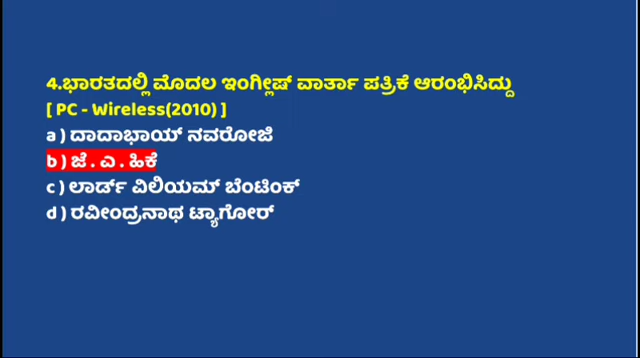 4.ಭಾರತದಲ್ಲಿ ಮೊದಲ ಇಂಗ್ಲೀಷ್ ವಾರ್ತಾ ಪತ್ರಿಕೆ ಆರಂಭಿಸಿದ್ದು
[ PC - Wireless(2010) ]
a ) ದಾದಾಭಾಯ್ ನವರೋಜಿ
b ) ಜೆ . ಎ . ಹಿಕೆ
c ) ಲಾರ್ಡ್ ವಿಲಿಯಮ್ ಬೆಂಟಿಂಕ್
d ) ರವೀಂದ್ರನಾಥ ಟ್ಯಾಗೋರ್